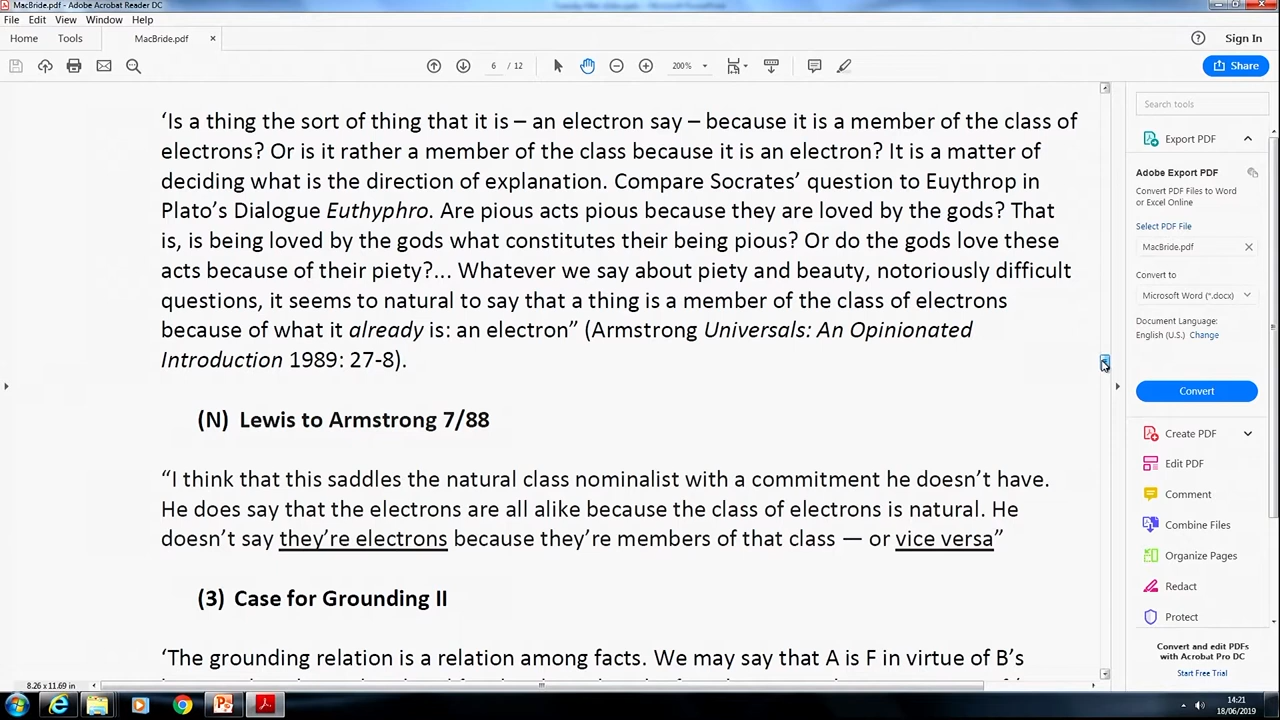 MacBride.pdf - Adobe Acrobat Reader DC
File Edit View Window Help
Home Tools MacBride.pdf × Sign In
6 / 12 200% Share
‘Is a thing the sort of thing that it is – an electron say – because it is a member of the class of
electrons? Or is it rather a member of the class because it is an electron? It is a matter of
deciding what is the direction of explanation. Compare Socrates’ question to Euythrop in
Plato’s Dialogue Euthyphro. Are pious acts pious because they are loved by the gods? That
is, is being loved by the gods what constitutes their being pious? Or do the gods love these
acts because of their piety?... Whatever we say about piety and beauty, notoriously difficult
questions, it seems to natural to say that a thing is a member of the class of electrons
because of what it already is: an electron” (Armstrong Universals: An Opinionated
Introduction 1989: 27-8).
(N) Lewis to Armstrong 7/88
“I think that this saddles the natural class nominalist with a commitment he doesn’t have.
He does say that the electrons are all alike because the class of electrons is natural. He
doesn’t say they’re electrons because they’re members of that class — or vice versa”
(3) Case for Grounding II
‘The grounding relation is a relation among facts. We may say that A is F in virtue of B’s
Search tools
Export PDF
Adobe Export PDF
Convert PDF Files to Word
or Excel Online
Select PDF File
MacBride.pdf
Convert to
Microsoft Word (*.docx)
Document Language:
English (U.S.) Change
Convert
Create PDF
Edit PDF
Comment
Combine Files
Organize Pages
Redact
Protect
Convert and edit PDFs
with Acrobat Pro DC
Start Free Trial
8.26 x 11.69 in
14:21
18/06/2019